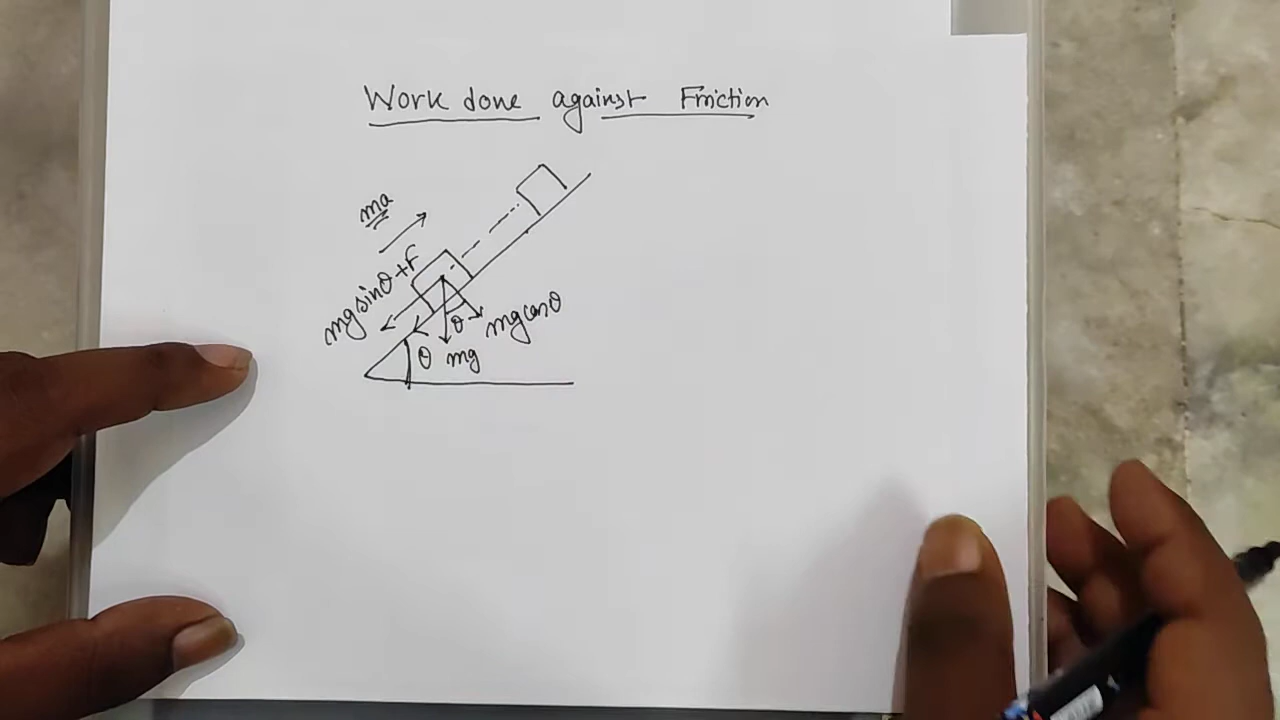 Work done against Friction
ma
mg sinθ + f
θ
mg cosθ
θ
mg